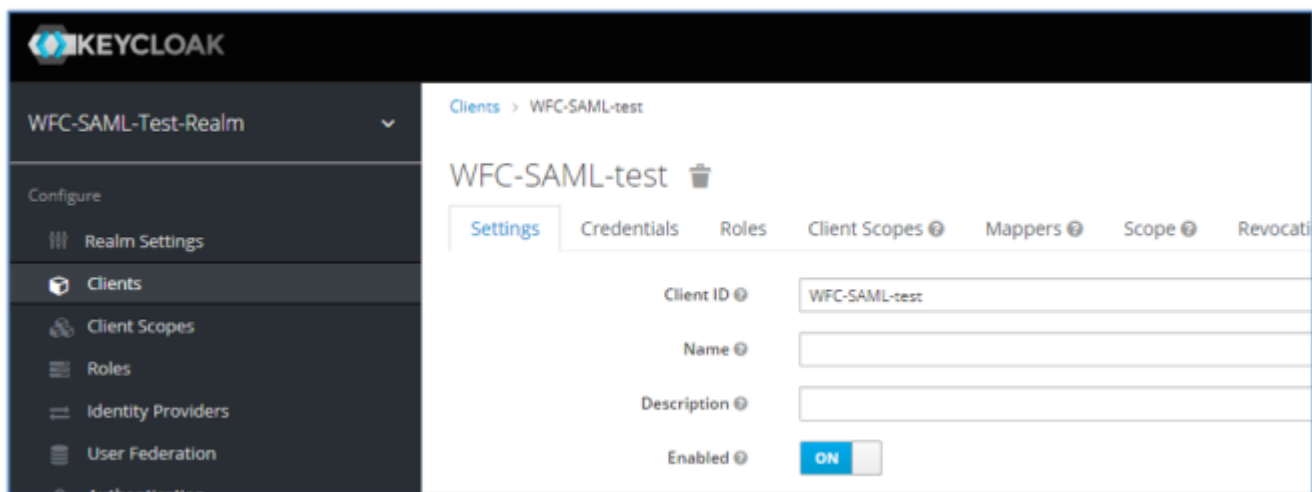 KEYCLOAK
WFC-SAML-Test-Realm
Configure
Realm Settings
Clients
Client Scopes
Roles
Identity Providers
User Federation
Clients > WFC-SAML-test
WFC-SAML-test
Settings Credentials Roles Client Scopes Mappers Scope Revocati
Client ID WFC-SAML-test
Name
Description
Enabled ON